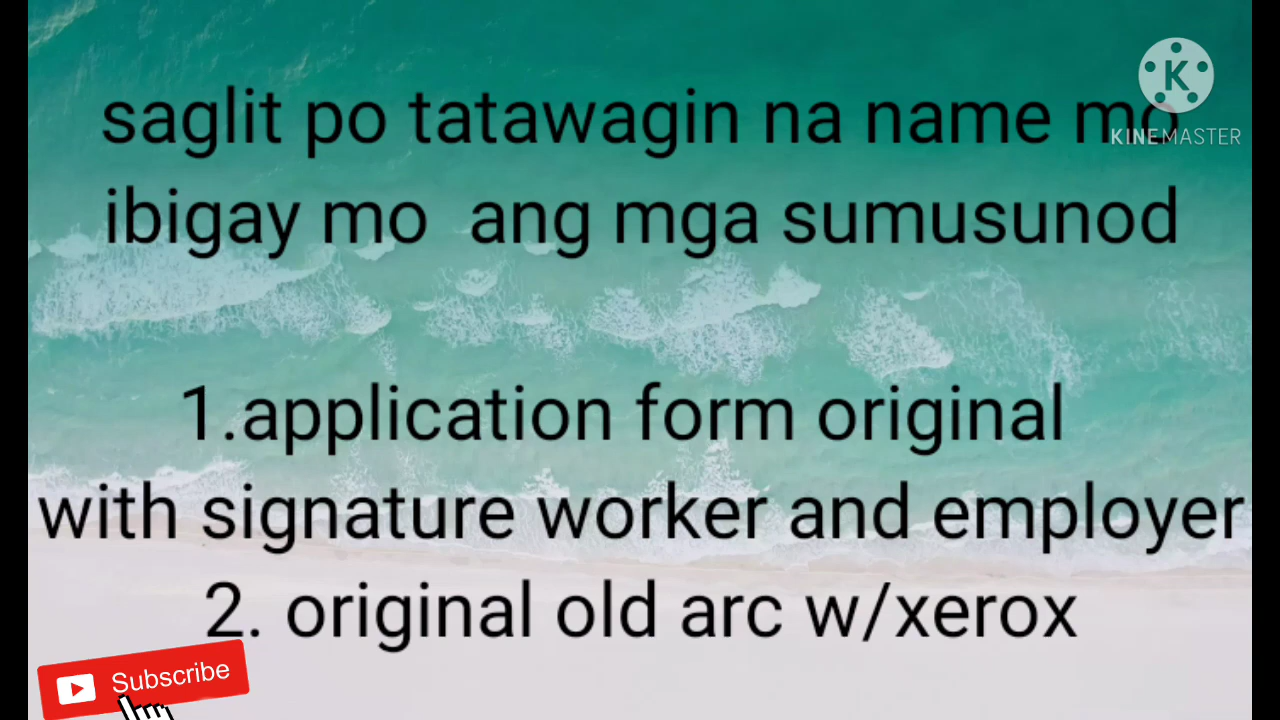 saglit po tatawagin na name mo
KINEMASTER
ibigay mo ang mga sumusunod
1.application form original
with signature worker and employer
2. original old arc w/xerox
Subscribe